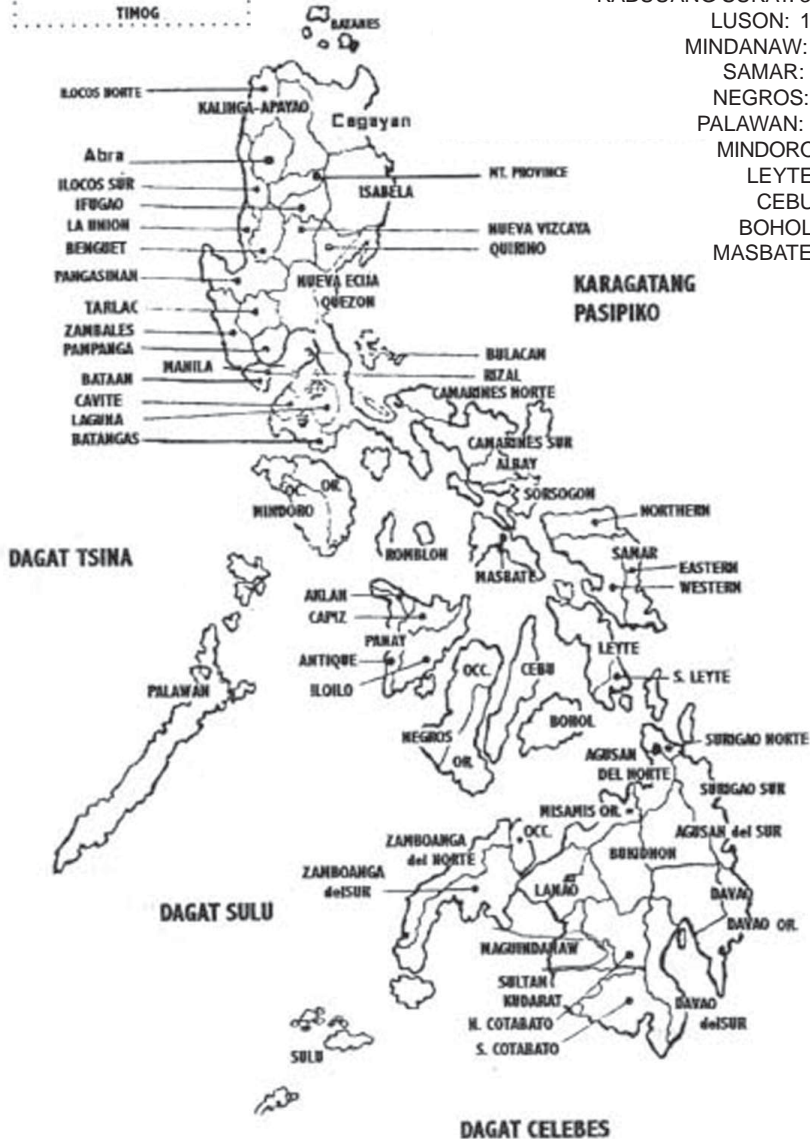 TIMOG
LUSON: 1
MINDANAW:
SAMAR:
NEGROS:
PALAWAN:
MINDORO
LEYTE
CEBU
BOHOL
MASBATE
BATANES
ILOCOS NORTE
KALINGA-APAYAO
Cagayan
Abra
MT. PROVINCE
ILOCOS SUR
ISABELA
IFUGAO
LA UNION
NUEVA VIZCAYA
BENGUET
QUIRINO
PANGASINAN
NUEVA ECIJA
KARAGATANG
PASIPIKO
QUEZON
TARLAC
ZAMBALES
PAMPANGA
BULACAN
MANILA
RIZAL
BATAAN
CAMARINES NORTE
CAVITE
LAGUNA
BATANGAS
CAMARINES SUR
ALBAY
SORSOGON
OC.
OR.
MINDORO
NORTHERN
DAGAT TSINA
ROMBLON
MASBATE
SAMAR
EASTERN
WESTERN
AKLAN
CAPIZ
PANAY
ANTIQUE
ILOILO
LEYTE
S. LEYTE
OCC.
CEBU
PALAWAN
BOHOL
NEGROS
OR.
SURIGAO NORTE
AGUSAN
DEL NORTE
SURIGAO SUR
MISAMIS OR.
OCC.
AGUSAN del SUR
ZAMBOANGA
del NORTE
BUKIDNON
ZAMBOANGA
delSUR
LANAO
DAVAO
DAGAT SULU
DAVAO OR.
MAGUINDANAW
SULTAN
KUDARAT
N. COTABATO
S. COTABATO
DAVAO
delSUR
SULU
DAGAT CELEBES